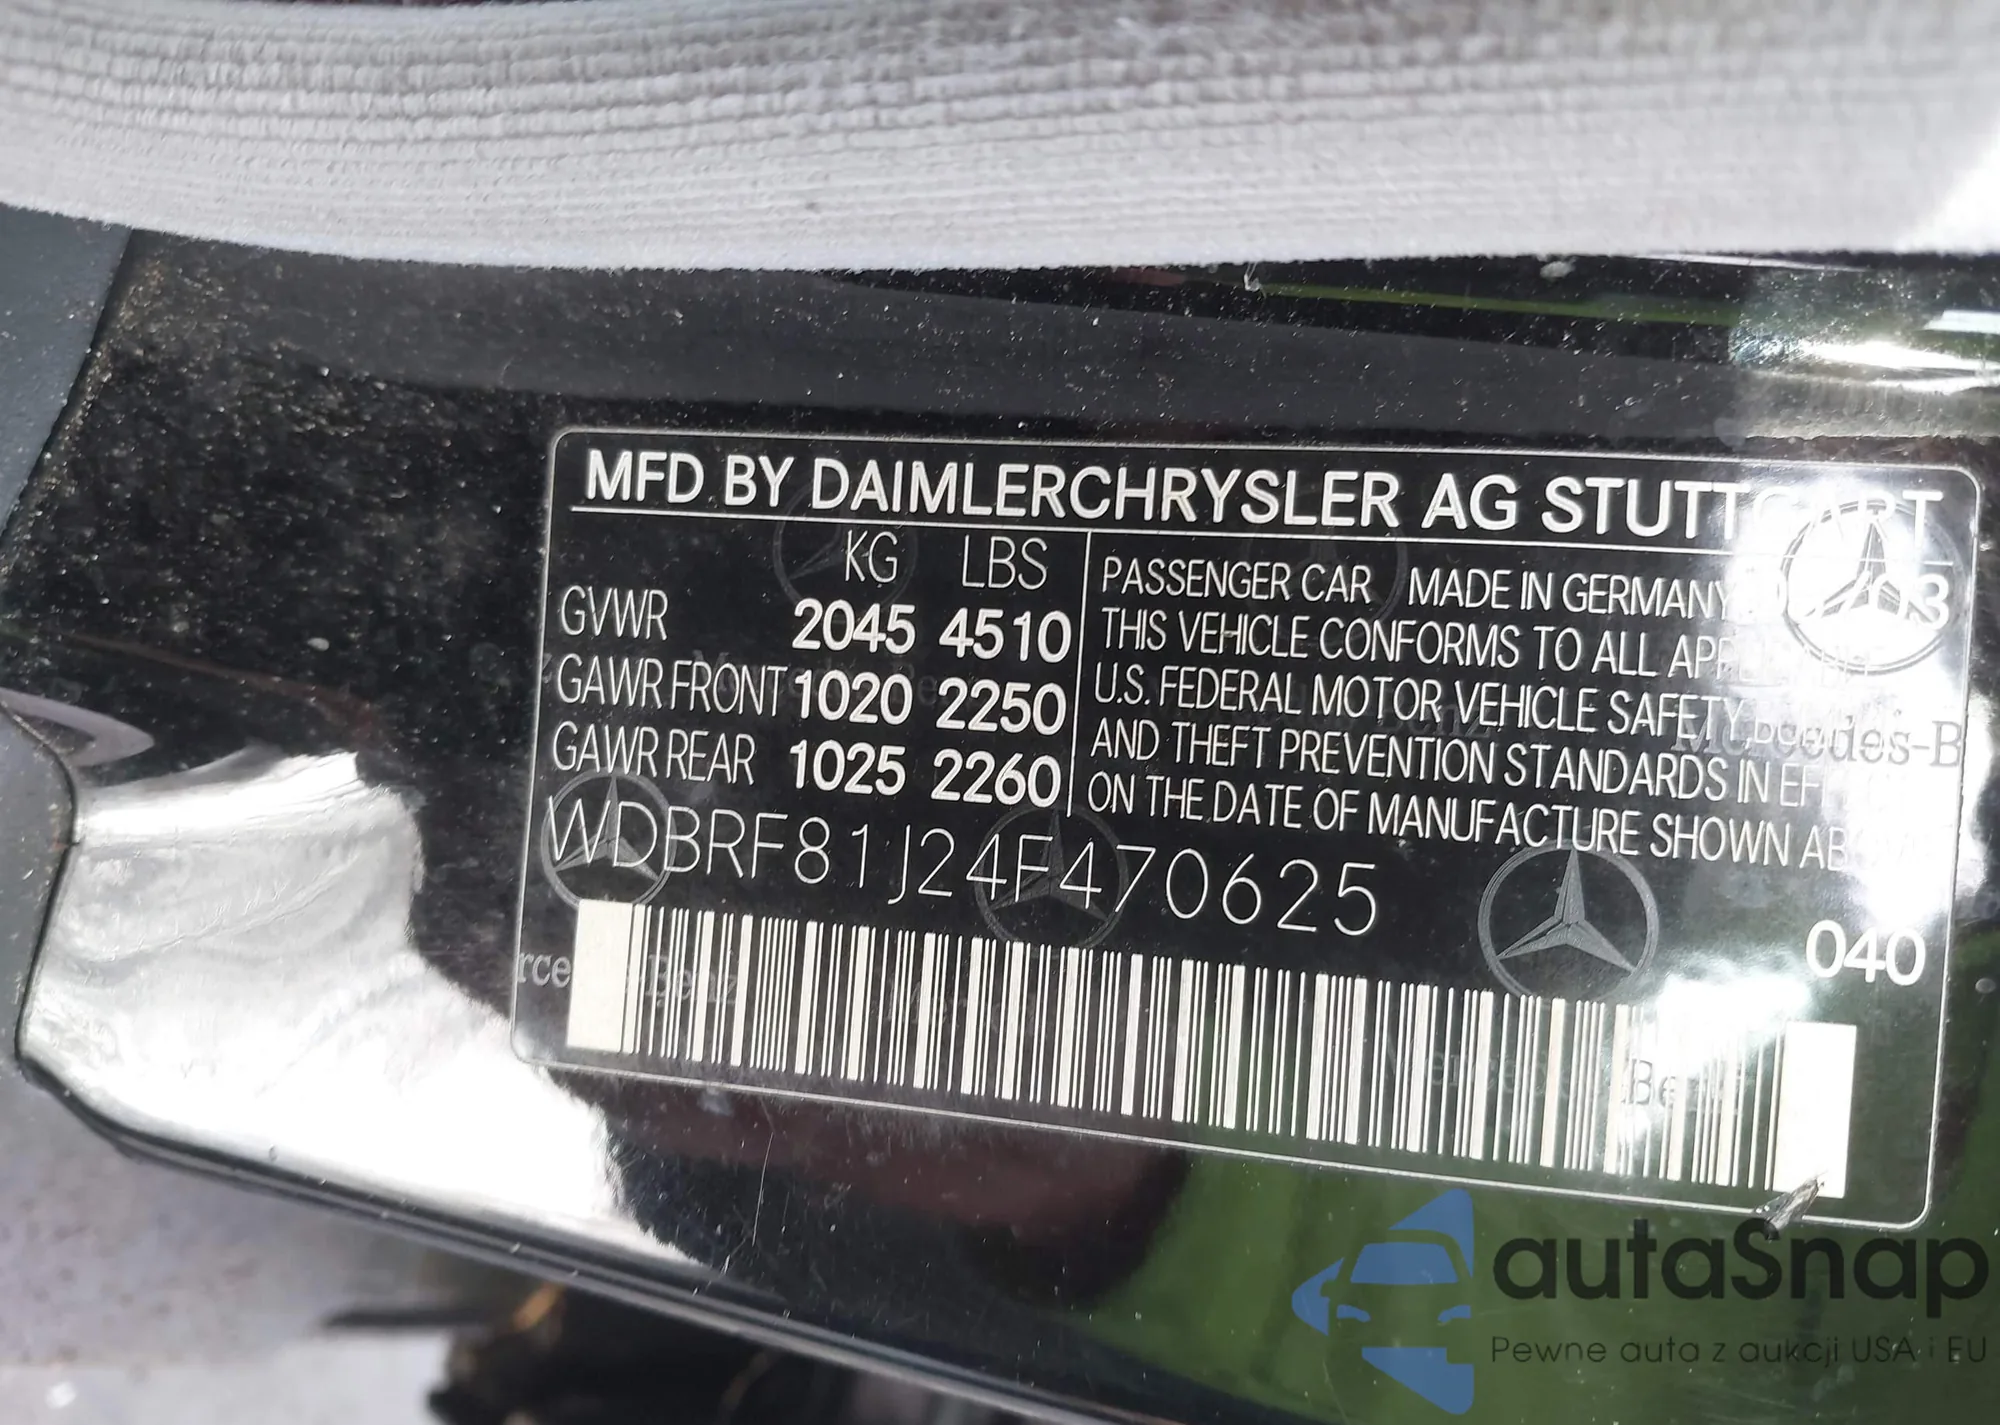 MFD BY DAIMLERCHRYSLER AG STUTTGART
KG LBS
GVWR 2045 4510
GAWR FRONT 1020 2250
GAWR REAR 1025 2260
PASSENGER CAR MADE IN GERMANY
THIS VEHICLE CONFORMS TO ALL
U.S. FEDERAL MOTOR VEHICLE SAFETY,
AND THEFT PREVENTION STANDARDS IN
ON THE DATE OF MANUFACTURE SHOWN
WDBRF81J24F470625
040
autaSnap
Pewne auta z aukcji USA i EU